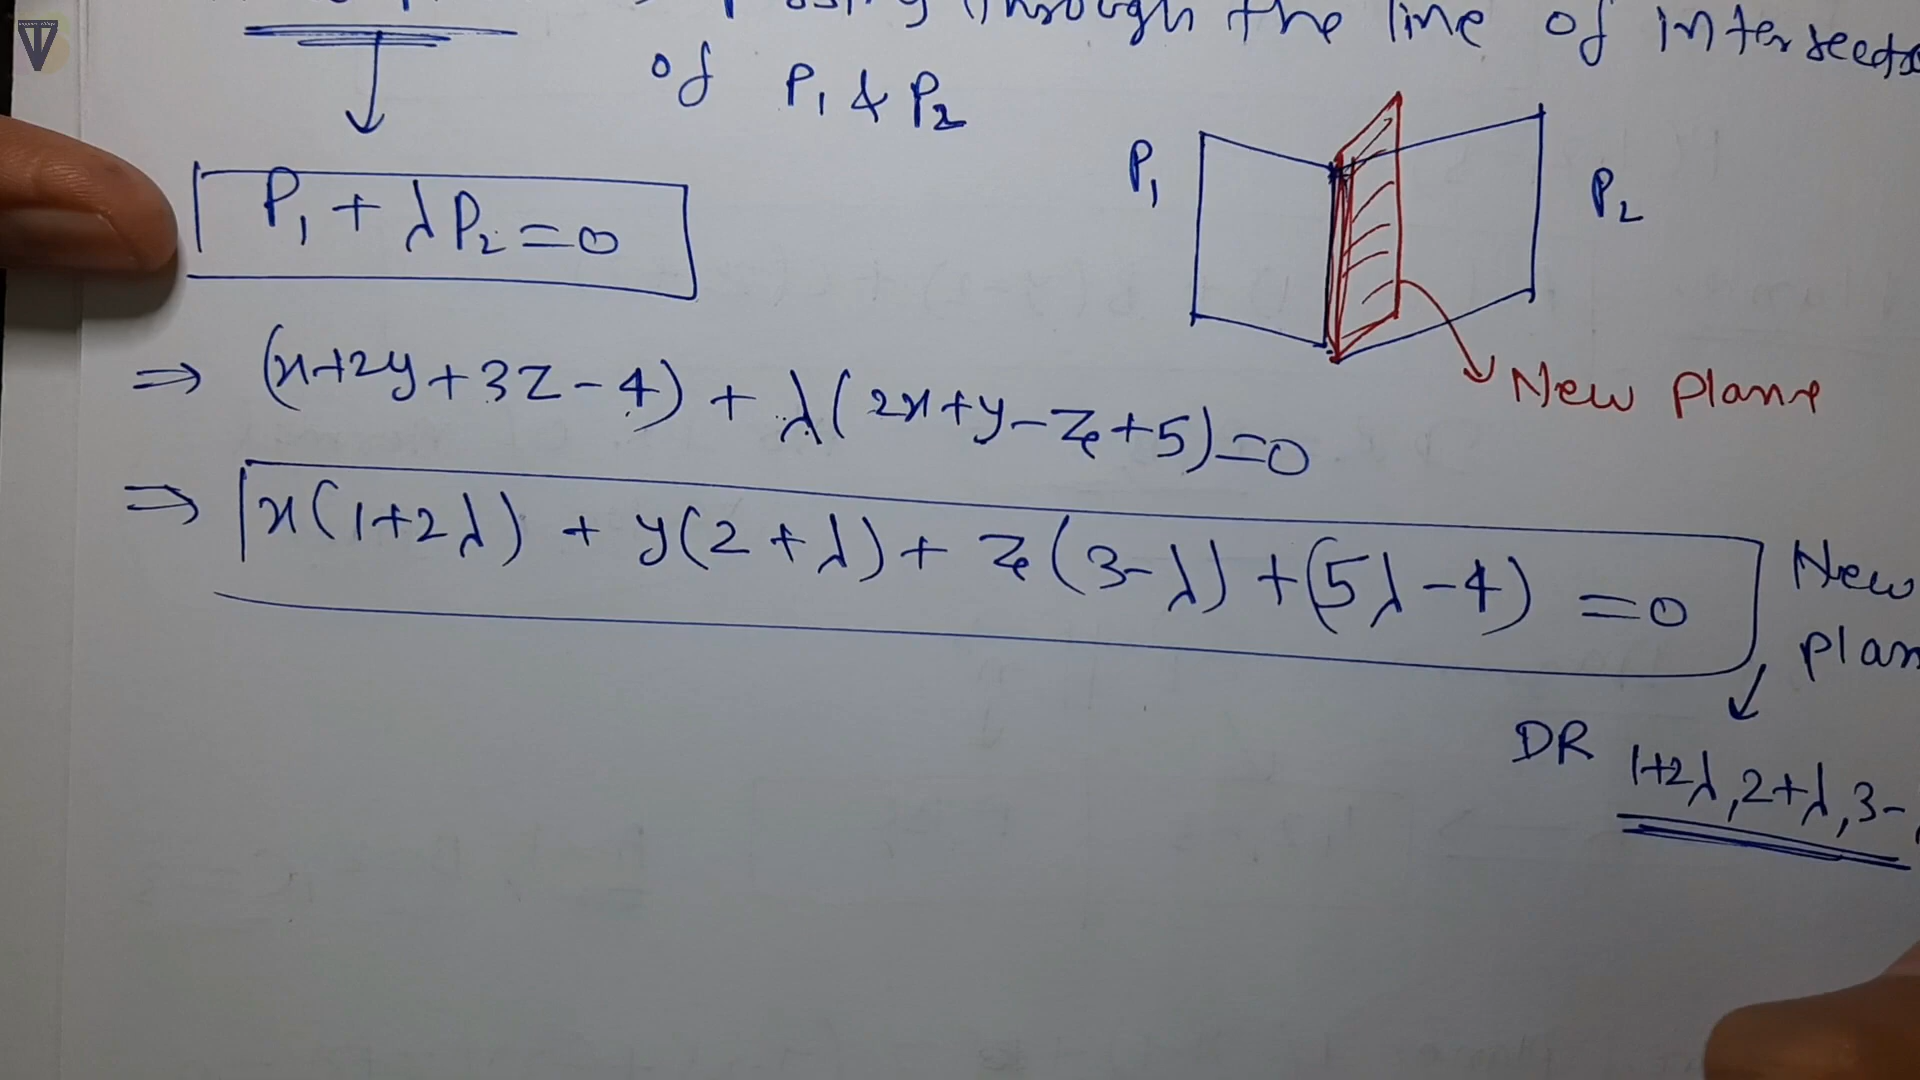 through the line of intersect
of P₁ & P₂
P₁
P₂
P₁ + λP₂ = 0
New Plane
⇒ (x+2y+3z-4) + λ(2x+y-z+5)=0
⇒ x(1+2λ) + y(2+λ) + z(3-λ) + (5λ-4) = 0
New
plan
DR 1+2λ, 2+λ, 3-